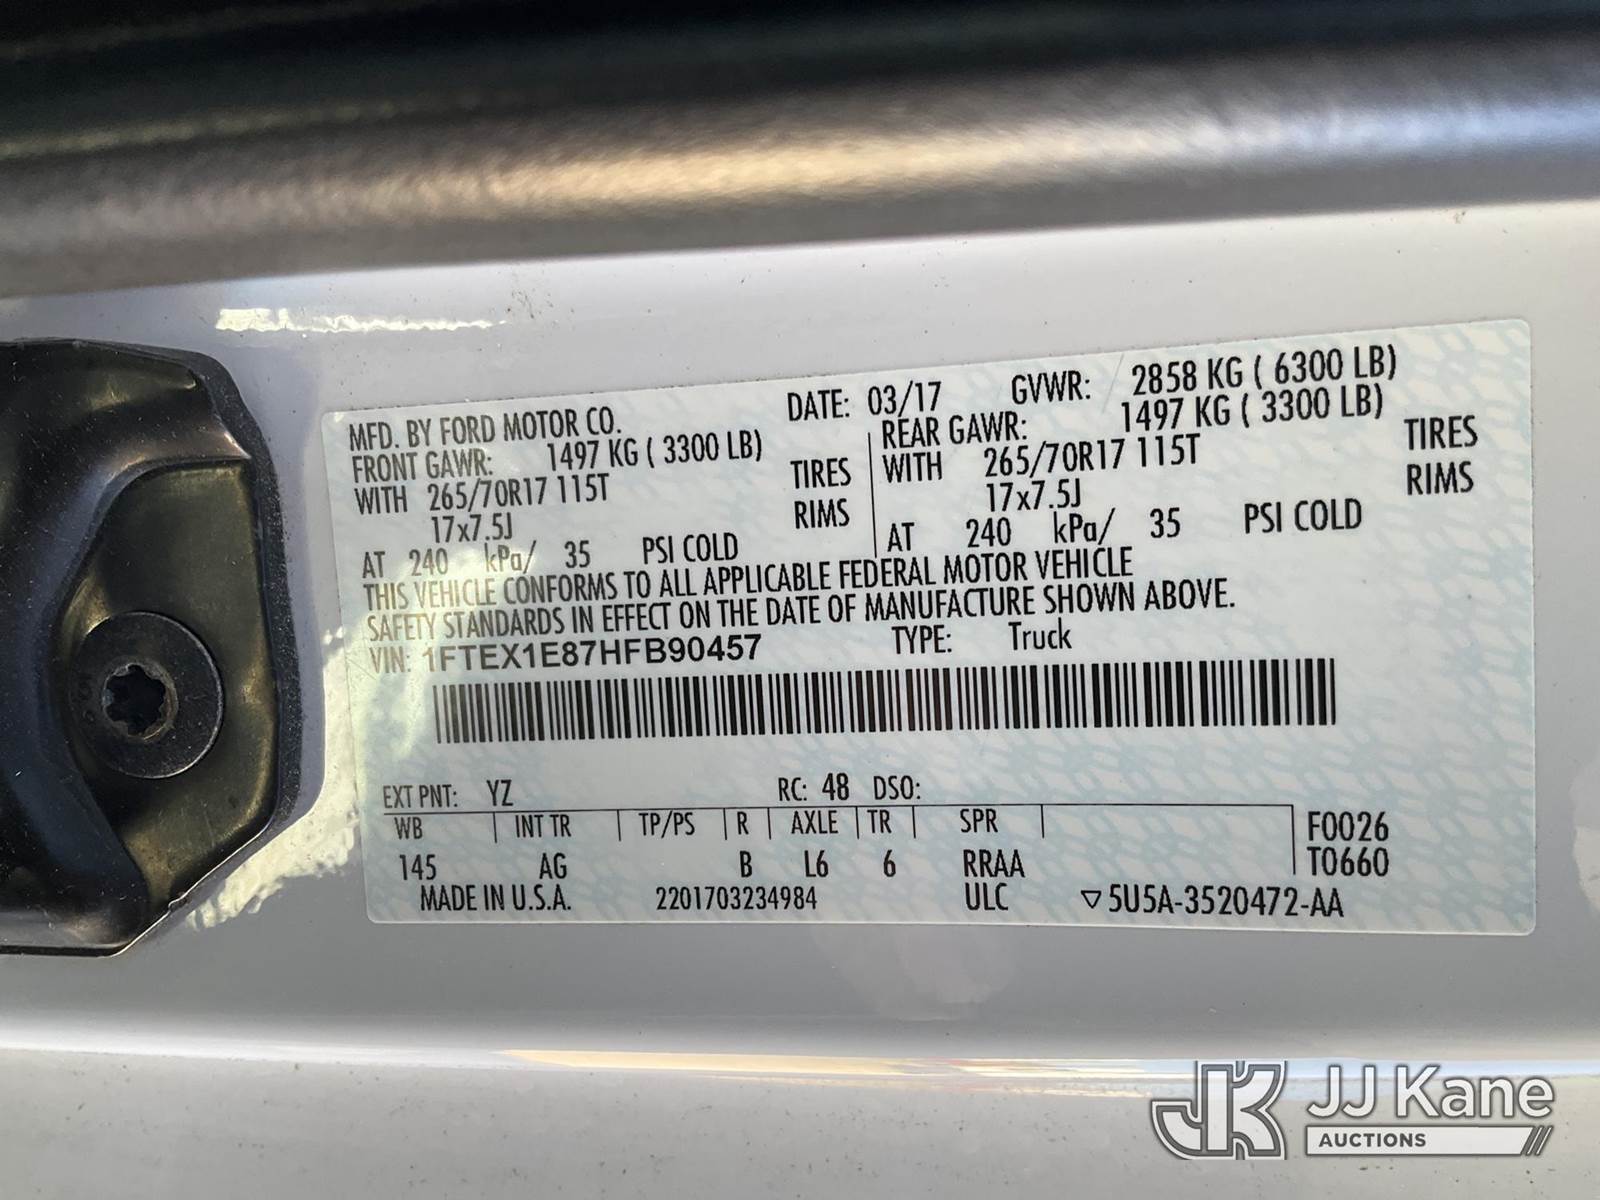 MFD. BY FORD MOTOR CO. DATE: 03/17 GVWR: 2858 KG ( 6300 LB)
FRONT GAWR: 1497 KG ( 3300 LB) REAR GAWR: 1497 KG ( 3300 LB)
WITH 265/70R17 115T TIRES WITH 265/70R17 115T TIRES
17x7.5J RIMS 17x7.5J RIMS
AT 240 kPa/ 35 PSI COLD AT 240 kPa/ 35 PSI COLD
THIS VEHICLE CONFORMS TO ALL APPLICABLE FEDERAL MOTOR VEHICLE
SAFETY STANDARDS IN EFFECT ON THE DATE OF MANUFACTURE SHOWN ABOVE.
VIN: 1FTEX1E87HFB90457 TYPE: Truck
EXT PNT: YZ RC: 48 DSO:
WB INT TR TP/PS R AXLE TR SPR F0026
145 AG B L6 6 RRAA T0660
MADE IN U.S.A. 2201703234984 ULC ▽5U5A-3520472-AA
JK JJ Kane
AUCTIONS